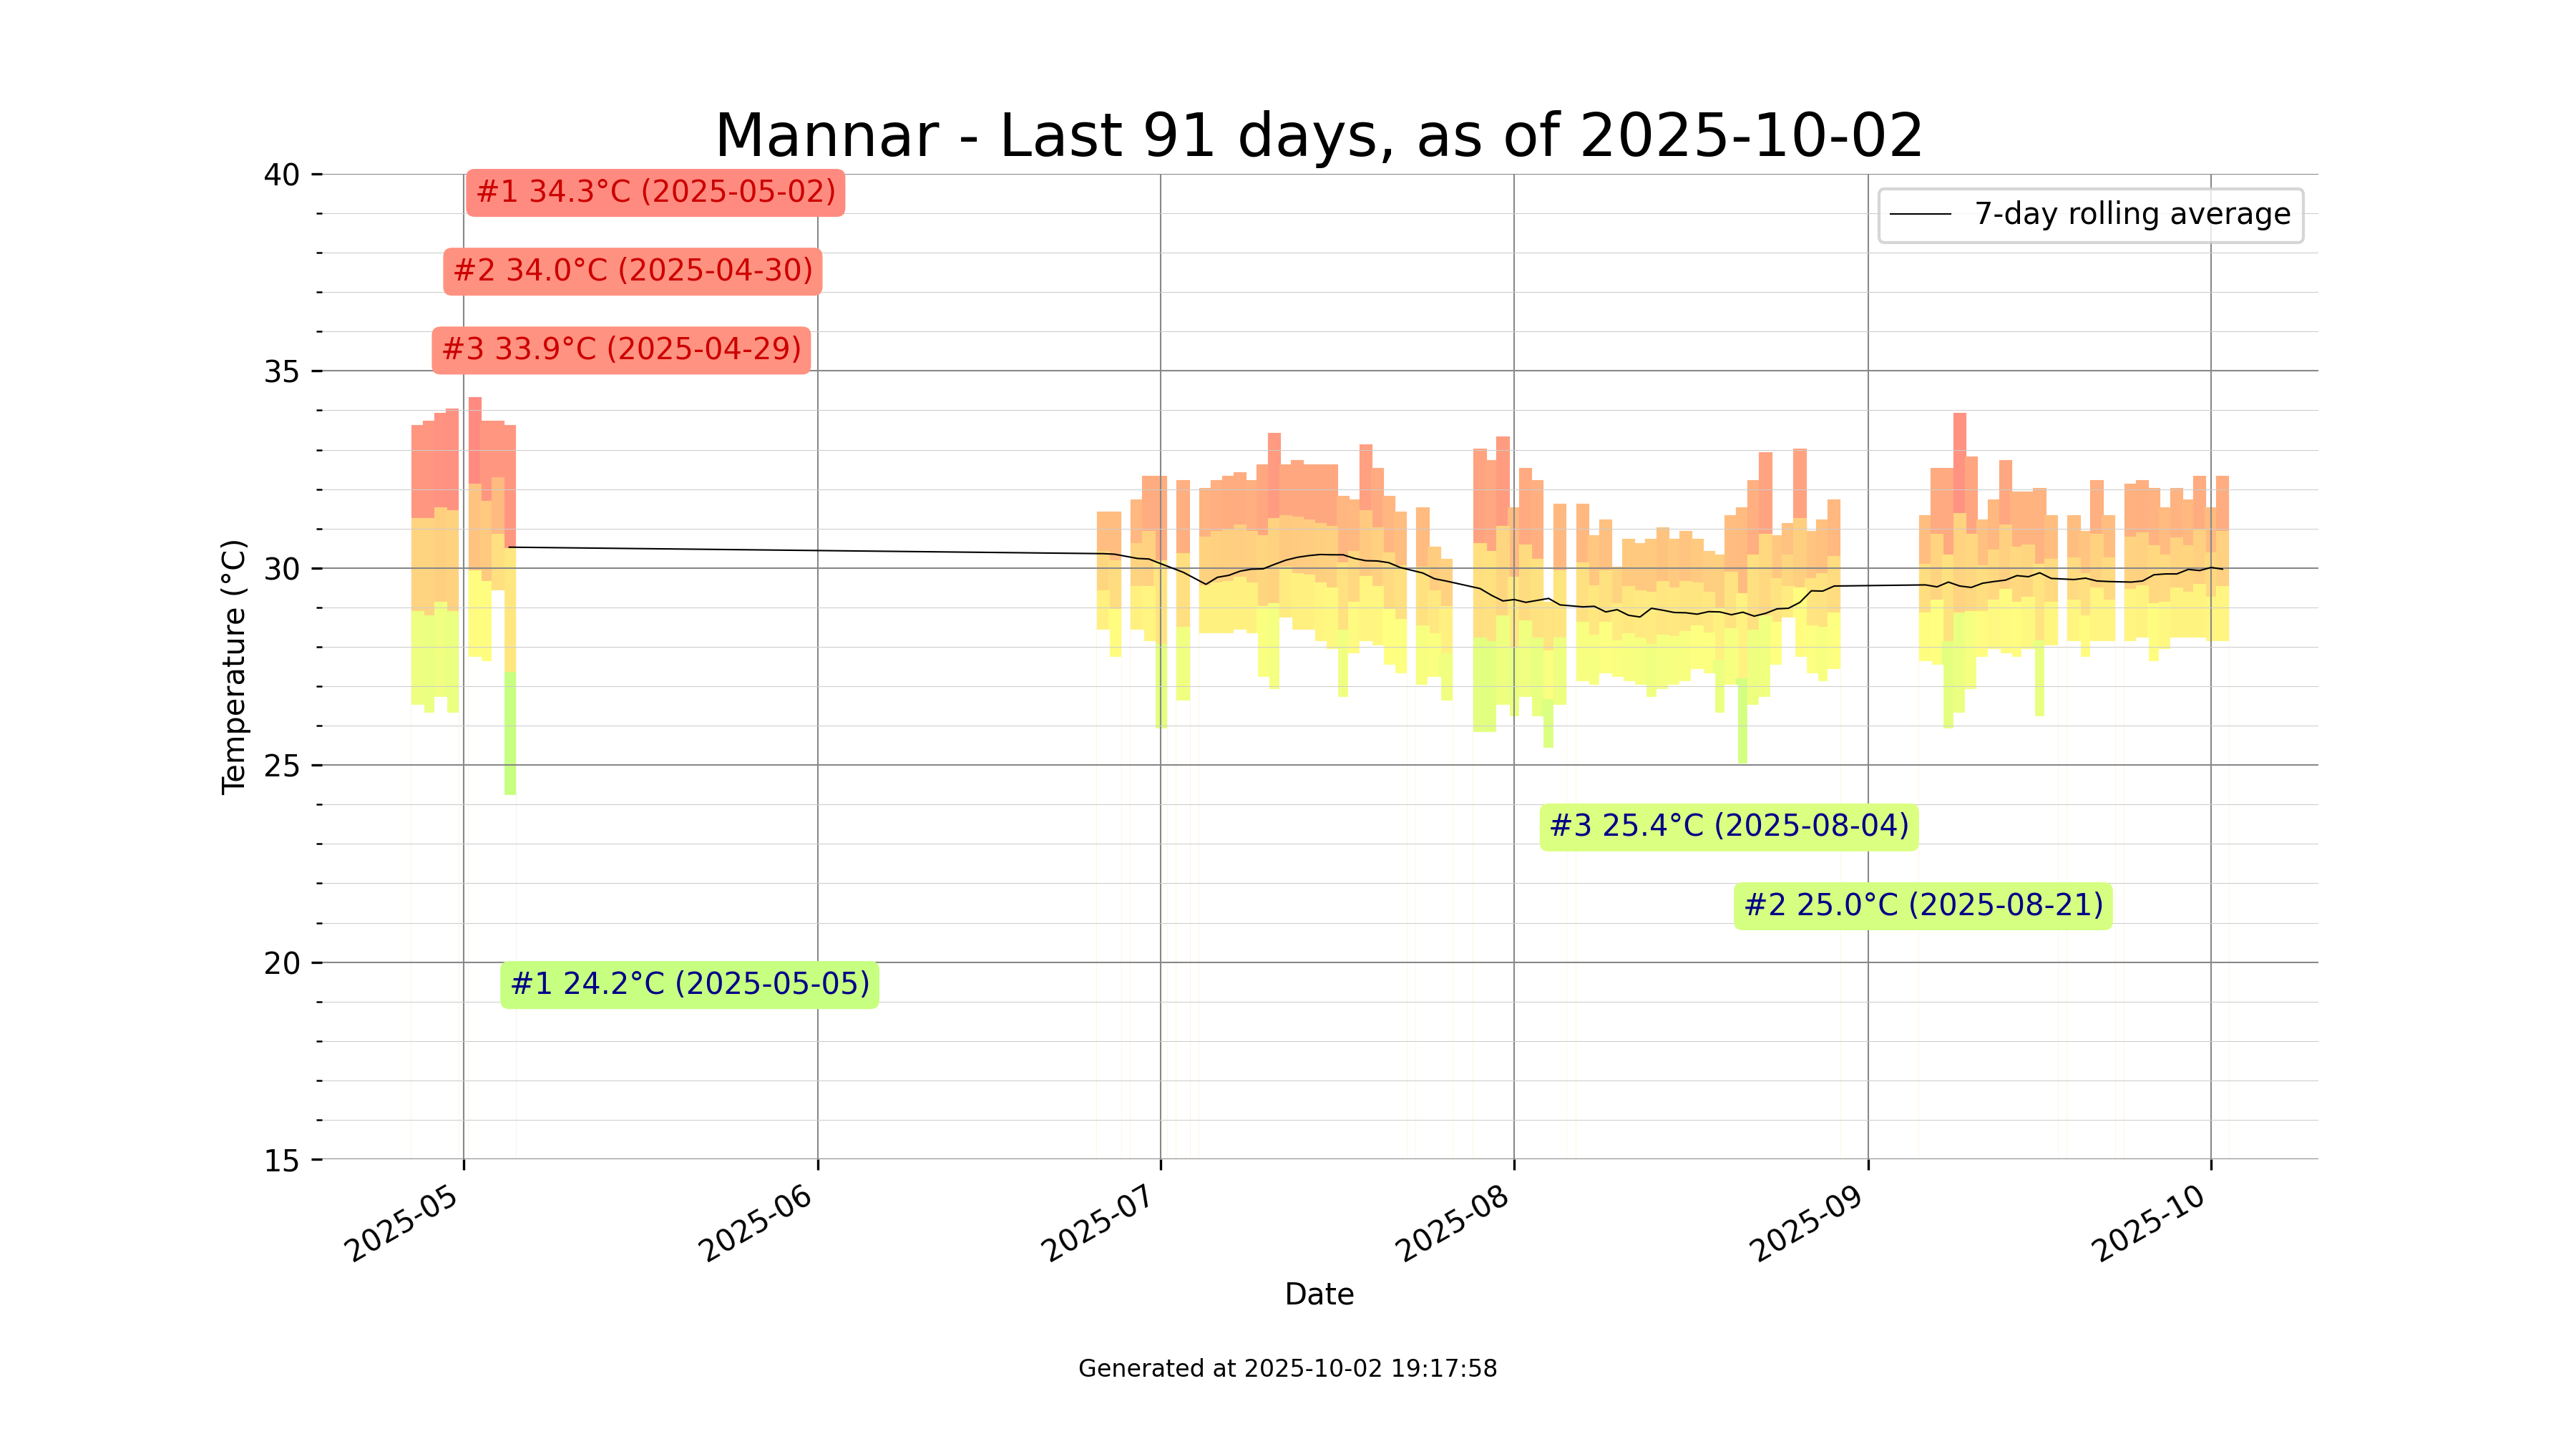 Mannar - Last 91 days, as of 2025-10-02
40
#1 34.3°C (2025-05-02)
7-day rolling average
#2 34.0°C (2025-04-30)
#3 33.9°C (2025-04-29)
35
30
Temperature (°C)
25
#3 25.4°C (2025-08-04)
#2 25.0°C (2025-08-21)
20
#1 24.2°C (2025-05-05)
15
2025-05
2025-06
2025-07
2025-08
2025-09
2025-10
Date
Generated at 2025-10-02 19:17:58